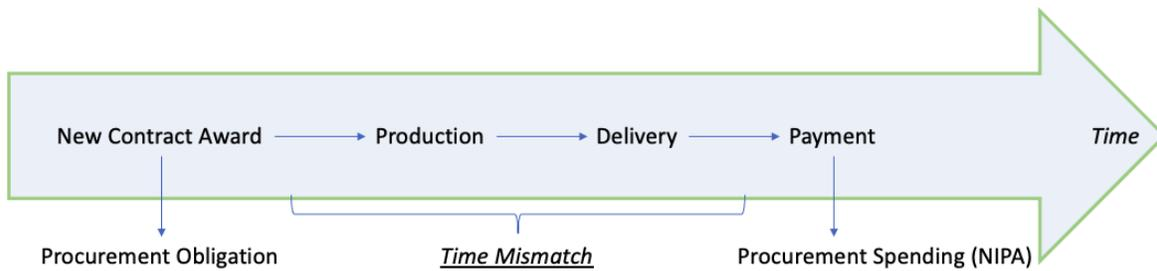 New Contract Award Production Delivery Payment Time
Procurement Obligation Time Mismatch Procurement Spending (NIPA)